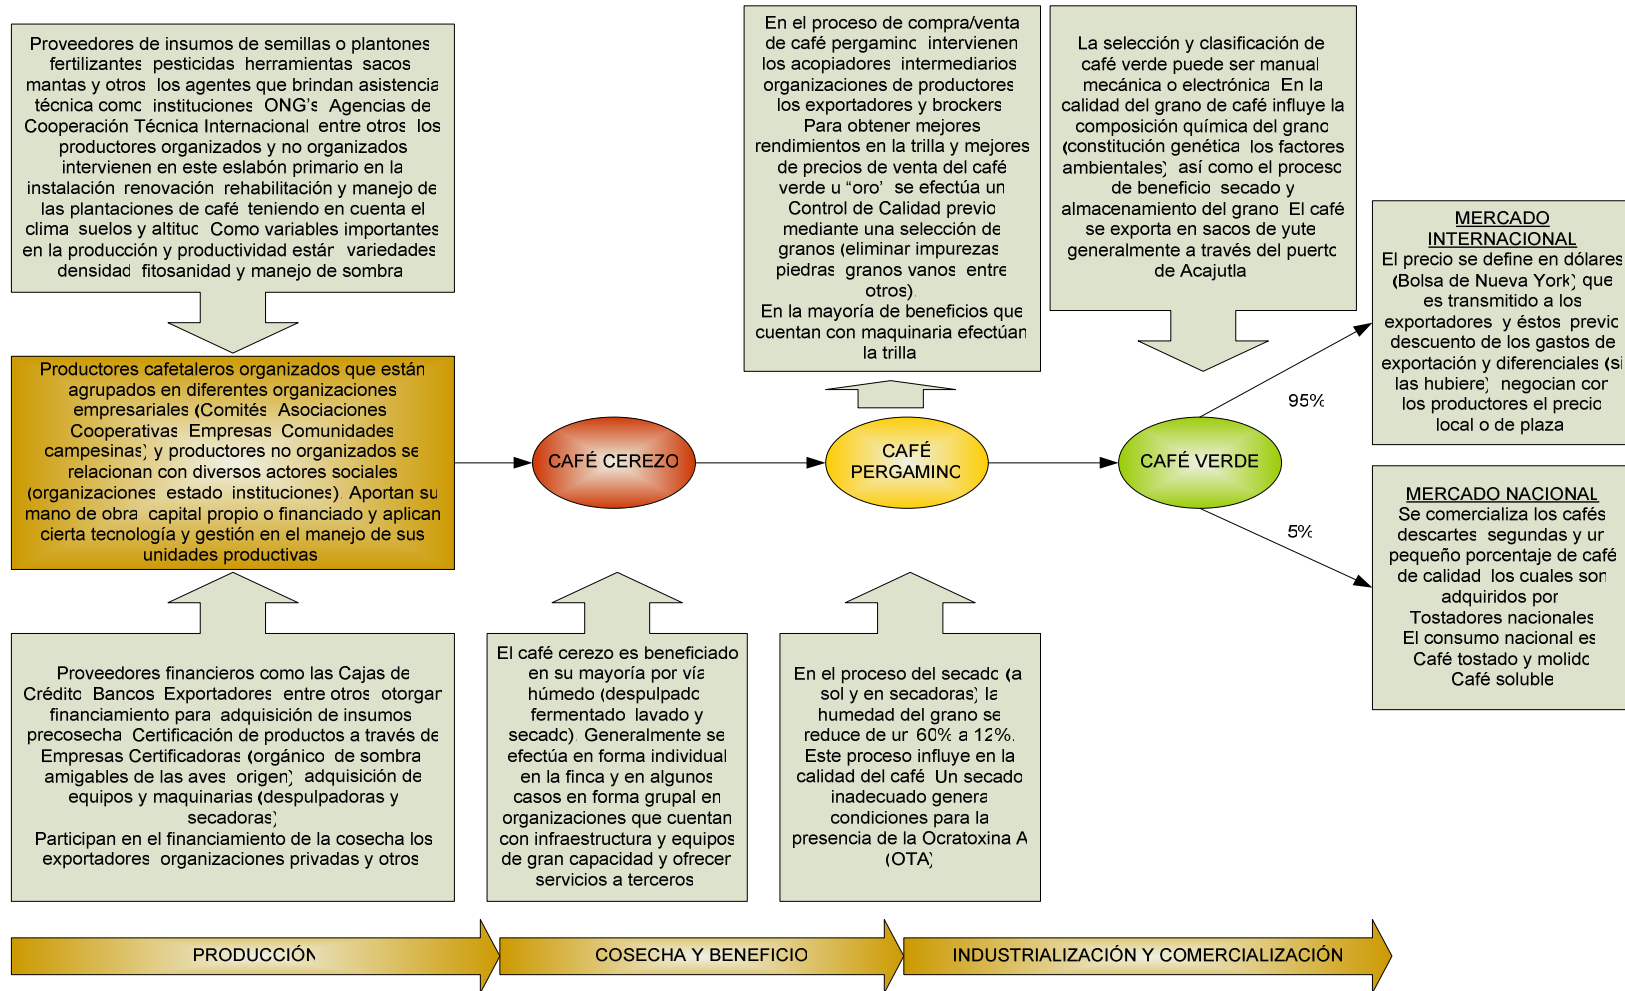 Proveedores de insumos de semillas o plantones
fertilizantes pesticidas herramientas sacos
mantas y otros los agentes que brindan asistencia
técnica como instituciones ONG's Agencias de
Cooperación Técnica Internacional entre otros los
productores organizados y no organizados
intervienen en este eslabón primario en la
instalación renovación rehabilitación y manejo de
las plantaciones de café teniendo en cuenta el
clima suelos y altitud Como variables importantes
en la producción y productividad están variedades
densidad fitosanidad y manejo de sombra
En el proceso de compra/venta
de café pergamino intervienen
los acopiadores intermediarios
organizaciones de productores
los exportadores y brockers
Para obtener mejores
rendimientos en la trilla y mejores
de precios de venta del café
verde u "oro" se efectúa un
Control de Calidad previo
mediante una selección de
granos (eliminar impurezas
piedras granos vanos entre
otros)
En la mayoría de beneficios que
cuentan con maquinaria efectúan
la trilla
La selección y clasificación de
café verde puede ser manual
mecánica o electrónica En la
calidad del grano de café influye la
composición química del grano
(constitución genética los factores
ambientales) así como el proceso
de beneficio secado y
almacenamiento del grano El café
se exporta en sacos de yute
generalmente a través del puerto
de Acajutla
MERCADO
INTERNACIONAL
El precio se define en dólares
(Bolsa de Nueva York) que
es transmitido a los
exportadores y éstos previo
descuento de los gastos de
exportación y diferenciales (si
las hubiere) negocian con
los productores el precio
local o de plaza
Productores cafetaleros organizados que están
agrupados en diferentes organizaciones
empresariales (Comités Asociaciones
Cooperativas Empresas Comunidades
campesinas) y productores no organizados se
relacionan con diversos actores sociales
(organizaciones estado instituciones). Aportan su
mano de obra capital propio o financiado y aplican
cierta tecnología y gestión en el manejo de sus
unidades productivas
CAFÉ CEREZO
CAFÉ
PERGAMINO
CAFÉ VERDE
95%
5%
MERCADO NACIONAL
Se comercializa los cafés
descartes segundas y un
pequeño porcentaje de café
de calidad los cuales son
adquiridos por
Tostadores nacionales
El consumo nacional es
Café tostado y molido
Café soluble
Proveedores financieros como las Cajas de
Crédito Bancos Exportadores entre otros otorgan
financiamiento para adquisición de insumos
precosecha Certificación de productos a través de
Empresas Certificadoras (orgánico de sombra
amigables de las aves origen) adquisición de
equipos y maquinarias (despulpadoras y
secadoras)
Participan en el financiamiento de la cosecha los
exportadores organizaciones privadas y otros
El café cerezo es beneficiado
en su mayoría por vía
húmedo (despulpado
fermentado lavado y
secado). Generalmente se
efectúa en forma individual
en la finca y en algunos
casos en forma grupal en
organizaciones que cuentan
con infraestructura y equipos
de gran capacidad y ofrecen
servicios a terceros
En el proceso del secado (a
sol y en secadoras) la
humedad del grano se
reduce de un 60% a 12%.
Este proceso influye en la
calidad del café Un secado
inadecuado genera
condiciones para la
presencia de la Ocratoxina A
(OTA)
PRODUCCIÓN
COSECHA Y BENEFICIO
INDUSTRIALIZACIÓN Y COMERCIALIZACIÓN